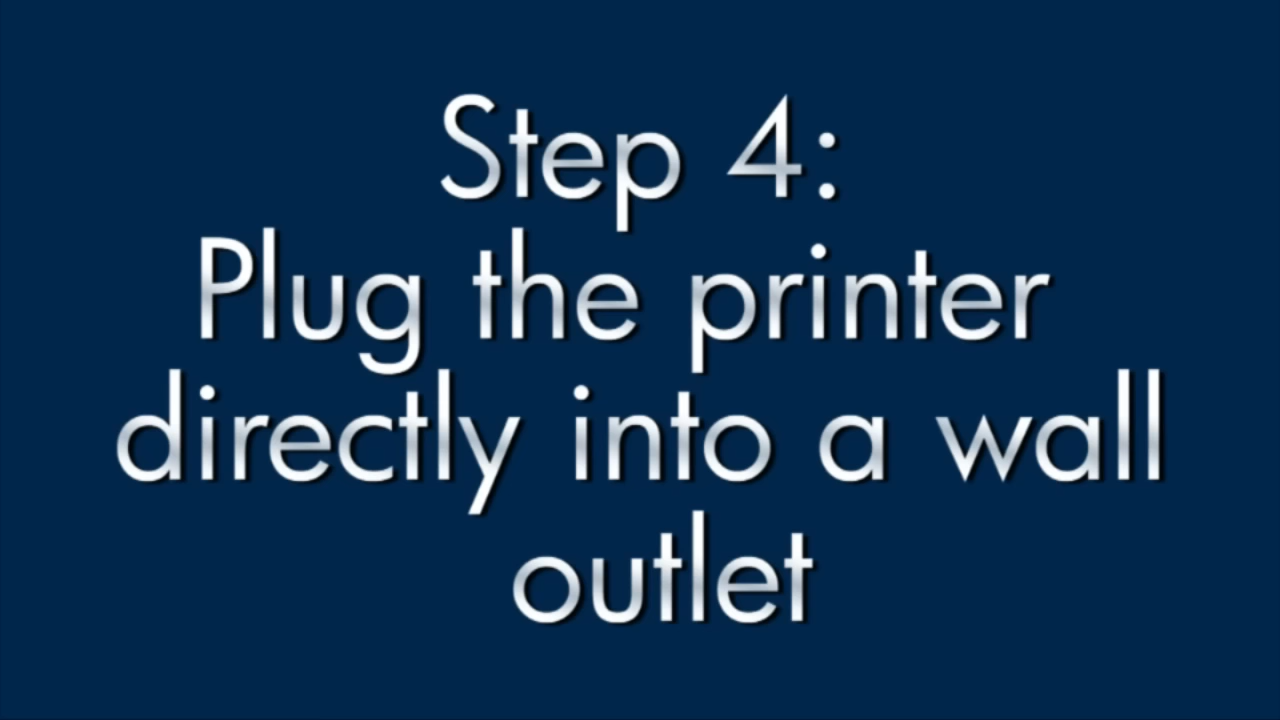 Step 4:
Plug the printer
directly into a wall
outlet